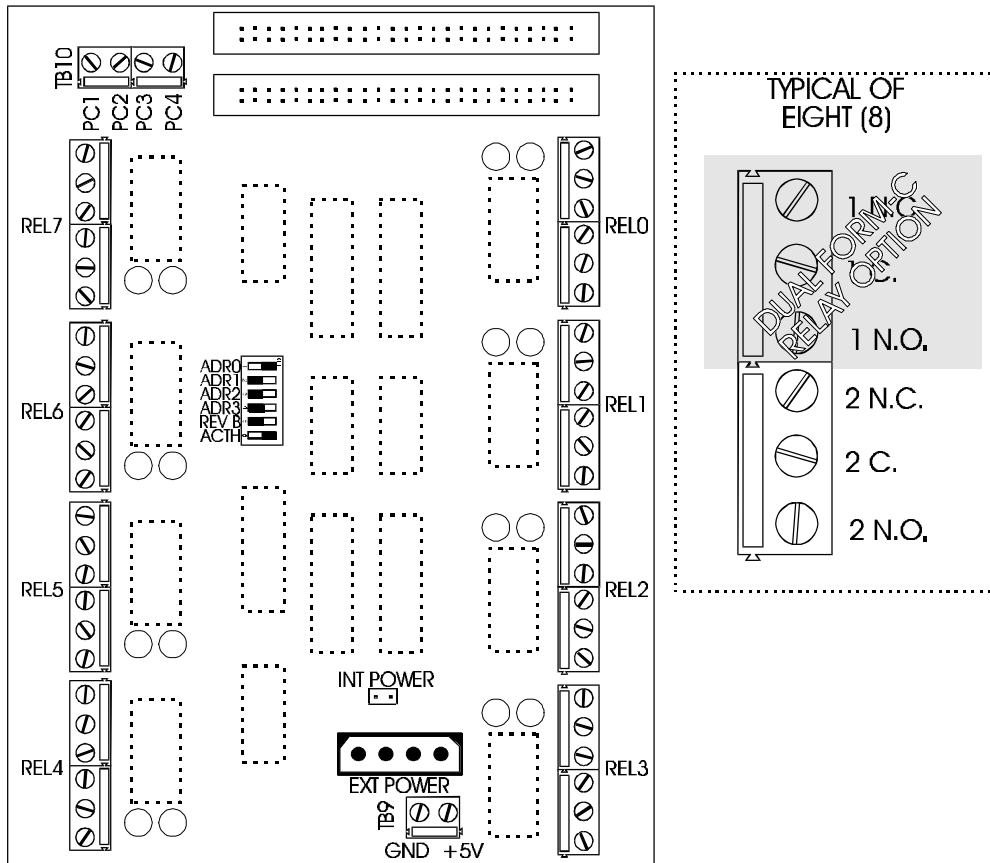 TB10
PC1
PC2
PC3
PC4
REL7
REL6
REL5
REL4
ADR0
ADR1
ADR2
ADR3
REV B
ACTH
REL0
REL1
REL2
REL3
INT POWER
EXT POWER
TB9
GND +5V
TYPICAL OF
EIGHT (8)
1 N.C.
1 C.
1 N.O.
DUAL FORM-C
RELAY OPTION
2 N.C.
2 C.
2 N.O.